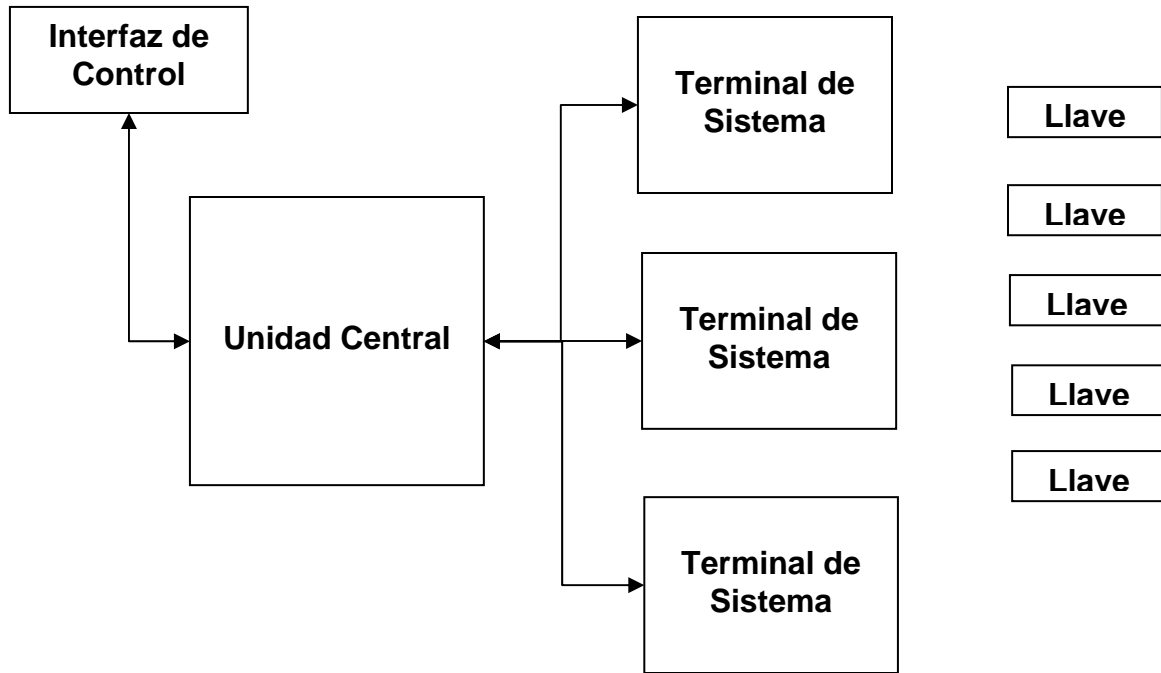 Interfaz de
Control
Unidad Central
Terminal de
Sistema
Terminal de
Sistema
Terminal de
Sistema
Llave
Llave
Llave
Llave
Llave